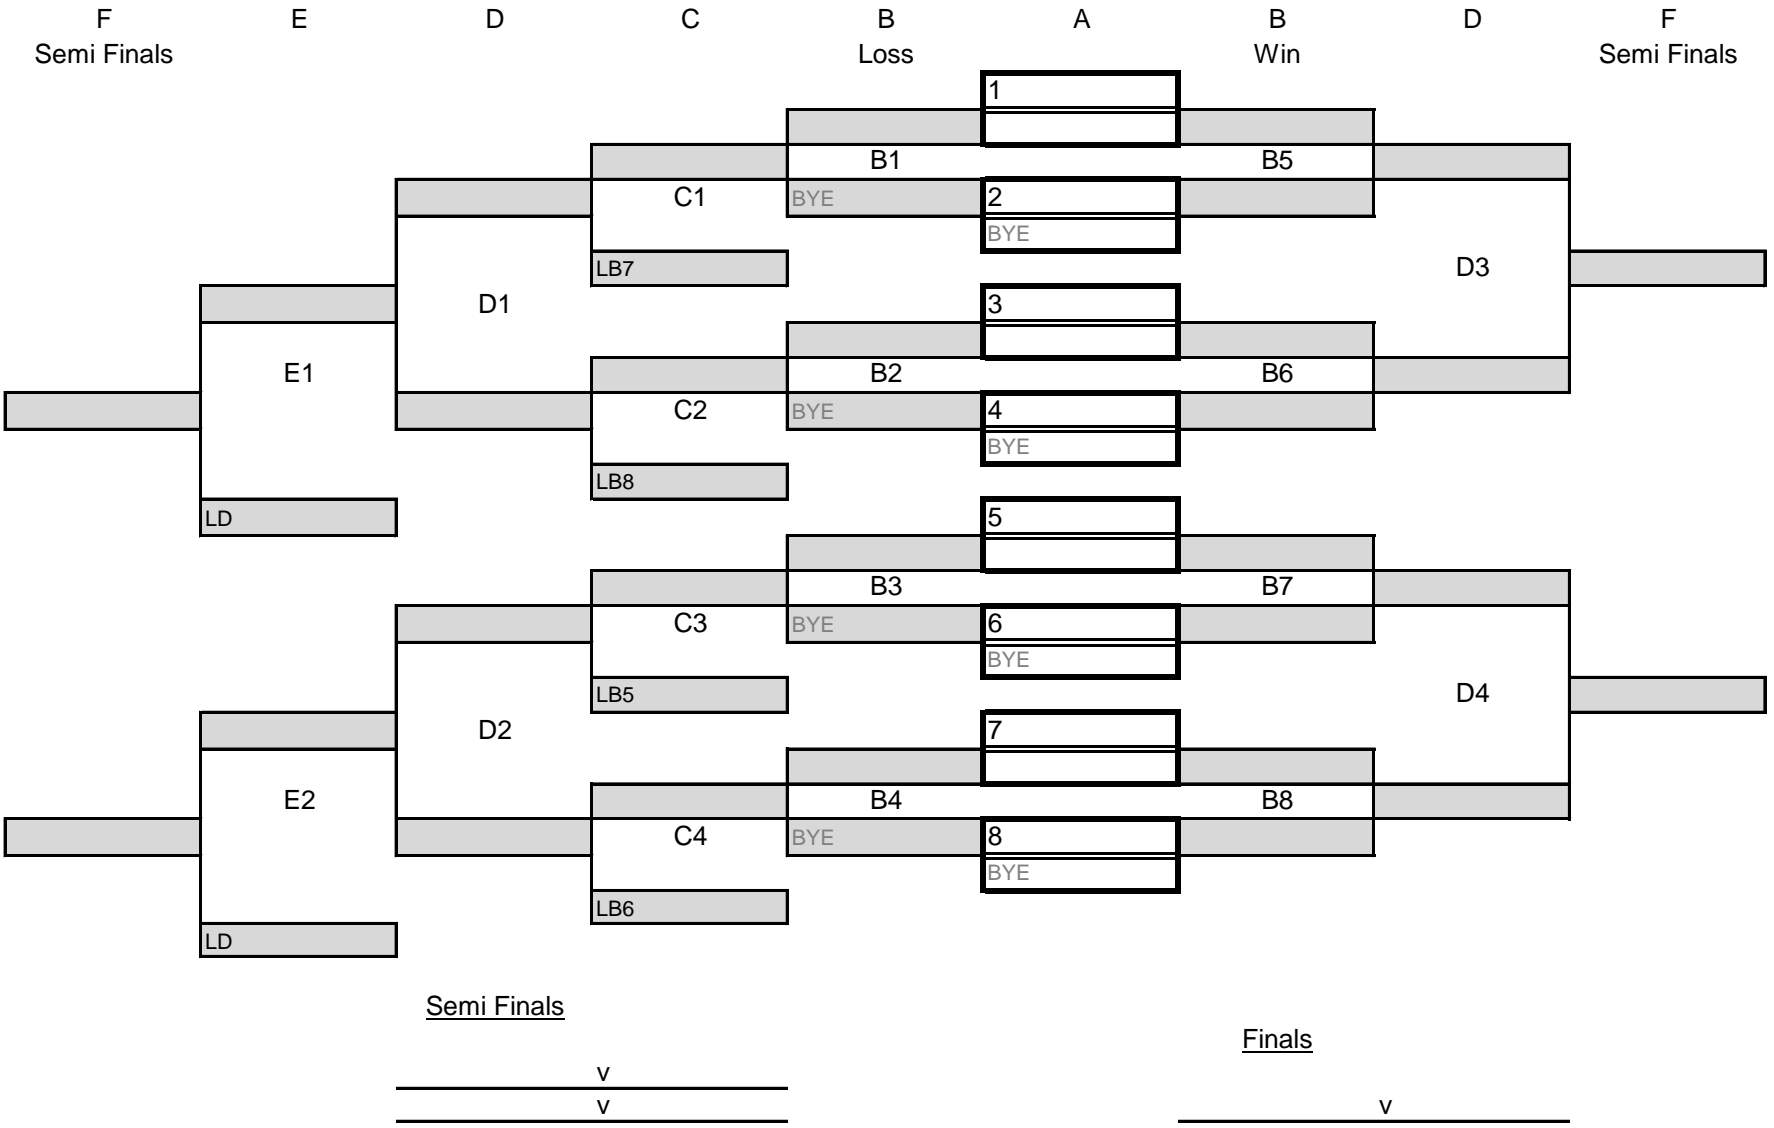 F E D C B A B D F
Semi Finals Loss Win Semi Finals
1
B1 B5
C1 BYE 2
BYE
LB7 D3
D1 3
E1 B2 B6
C2 BYE 4
BYE
LB8
LD 5
B3 B7
C3 BYE 6
BYE
LB5 D4
D2 7
E2 B4 B8
C4 BYE 8
BYE
LB6
LD
Semi Finals
Finals
v
v v